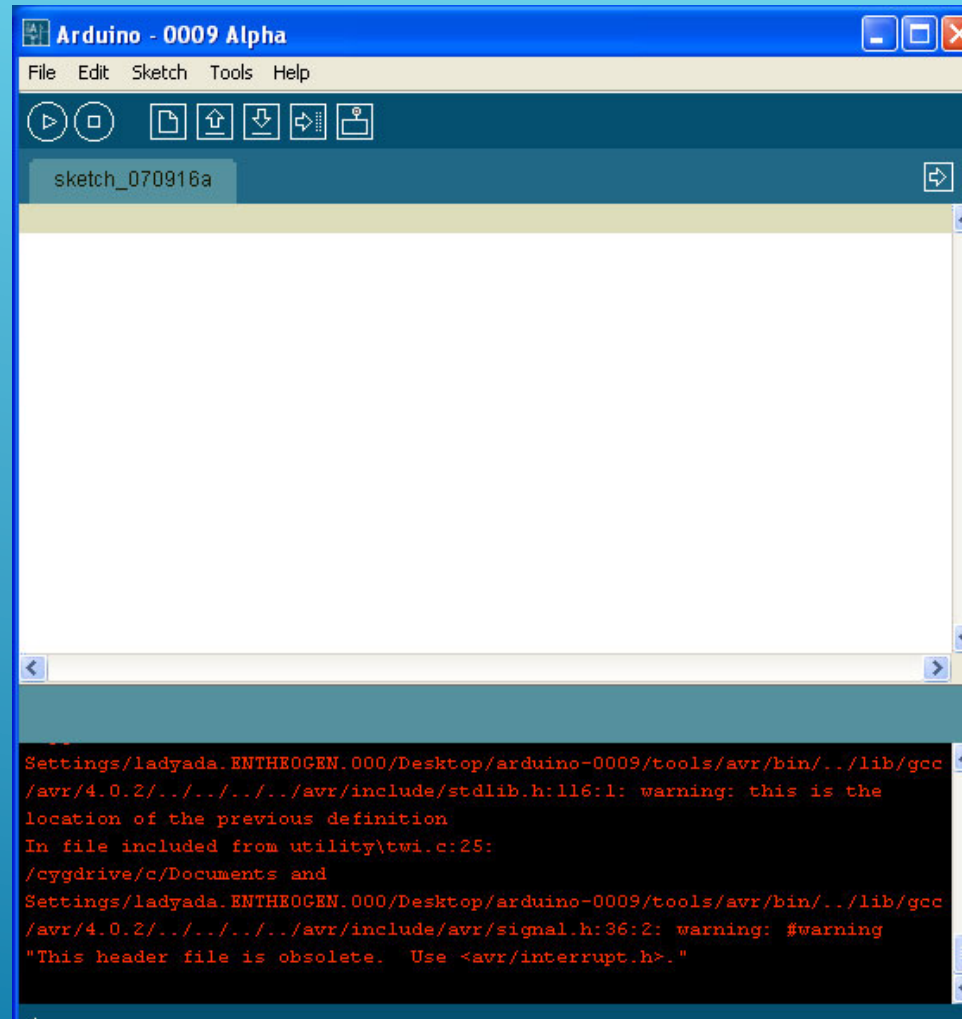 Arduino - 0009 Alpha
File Edit Sketch Tools Help
sketch_070916a
Settings/ladyada.ENTHEOGEN.000/Desktop/arduino-0009/tools/avr/bin/../lib/gcc
/avr/4.0.2/../../../../avr/include/stdlib.h:116:1: warning: this is the
location of the previous definition
In file included from utility\twi.c:25:
/cygdrive/c/Documents and
Settings/ladyada.ENTHEOGEN.000/Desktop/arduino-0009/tools/avr/bin/../lib/gcc
/avr/4.0.2/../../../../avr/include/avr/signal.h:36:2: warning: #warning
"This header file is obsolete.  Use <avr/interrupt.h>."